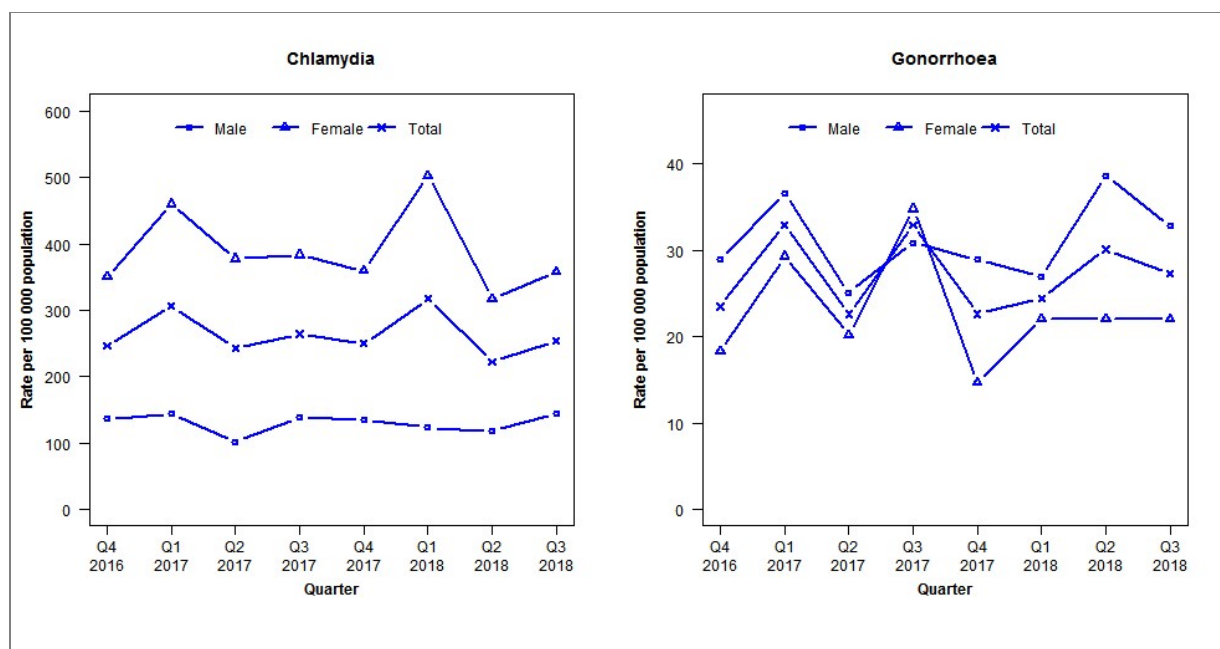 Chlamydia
Male Female Total
600
500
400
300
200
100
0
Rate per 100 000 population
Q4 Q1 Q2 Q3 Q4 Q1 Q2 Q3
2016 2017 2017 2017 2017 2018 2018 2018
Quarter
Gonorrhoea
Male Female Total
40
30
20
10
0
Rate per 100 000 population
Q4 Q1 Q2 Q3 Q4 Q1 Q2 Q3
2016 2017 2017 2017 2017 2018 2018 2018
Quarter